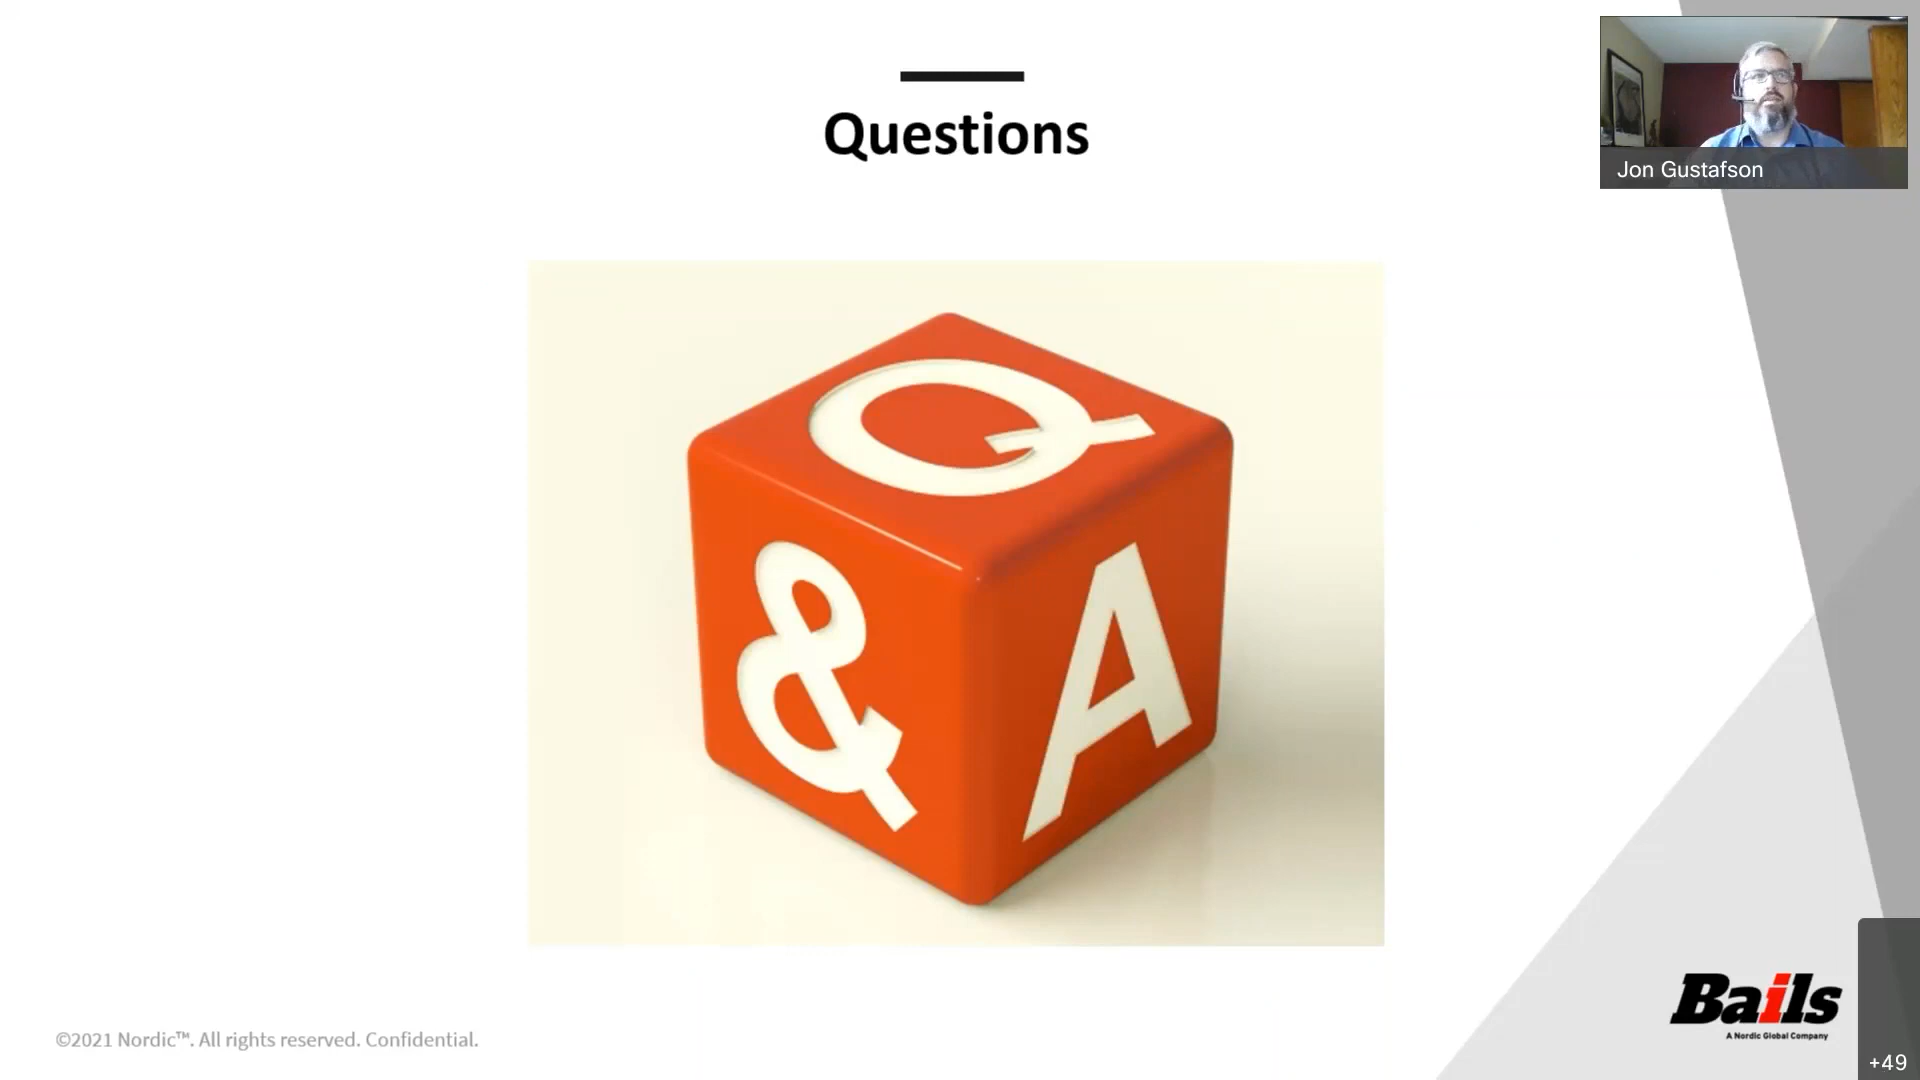 Questions
Jon Gustafson
Q
& A
©2021 Nordic™. All rights reserved. Confidential.
Bails
A Nordic Global Company
+49